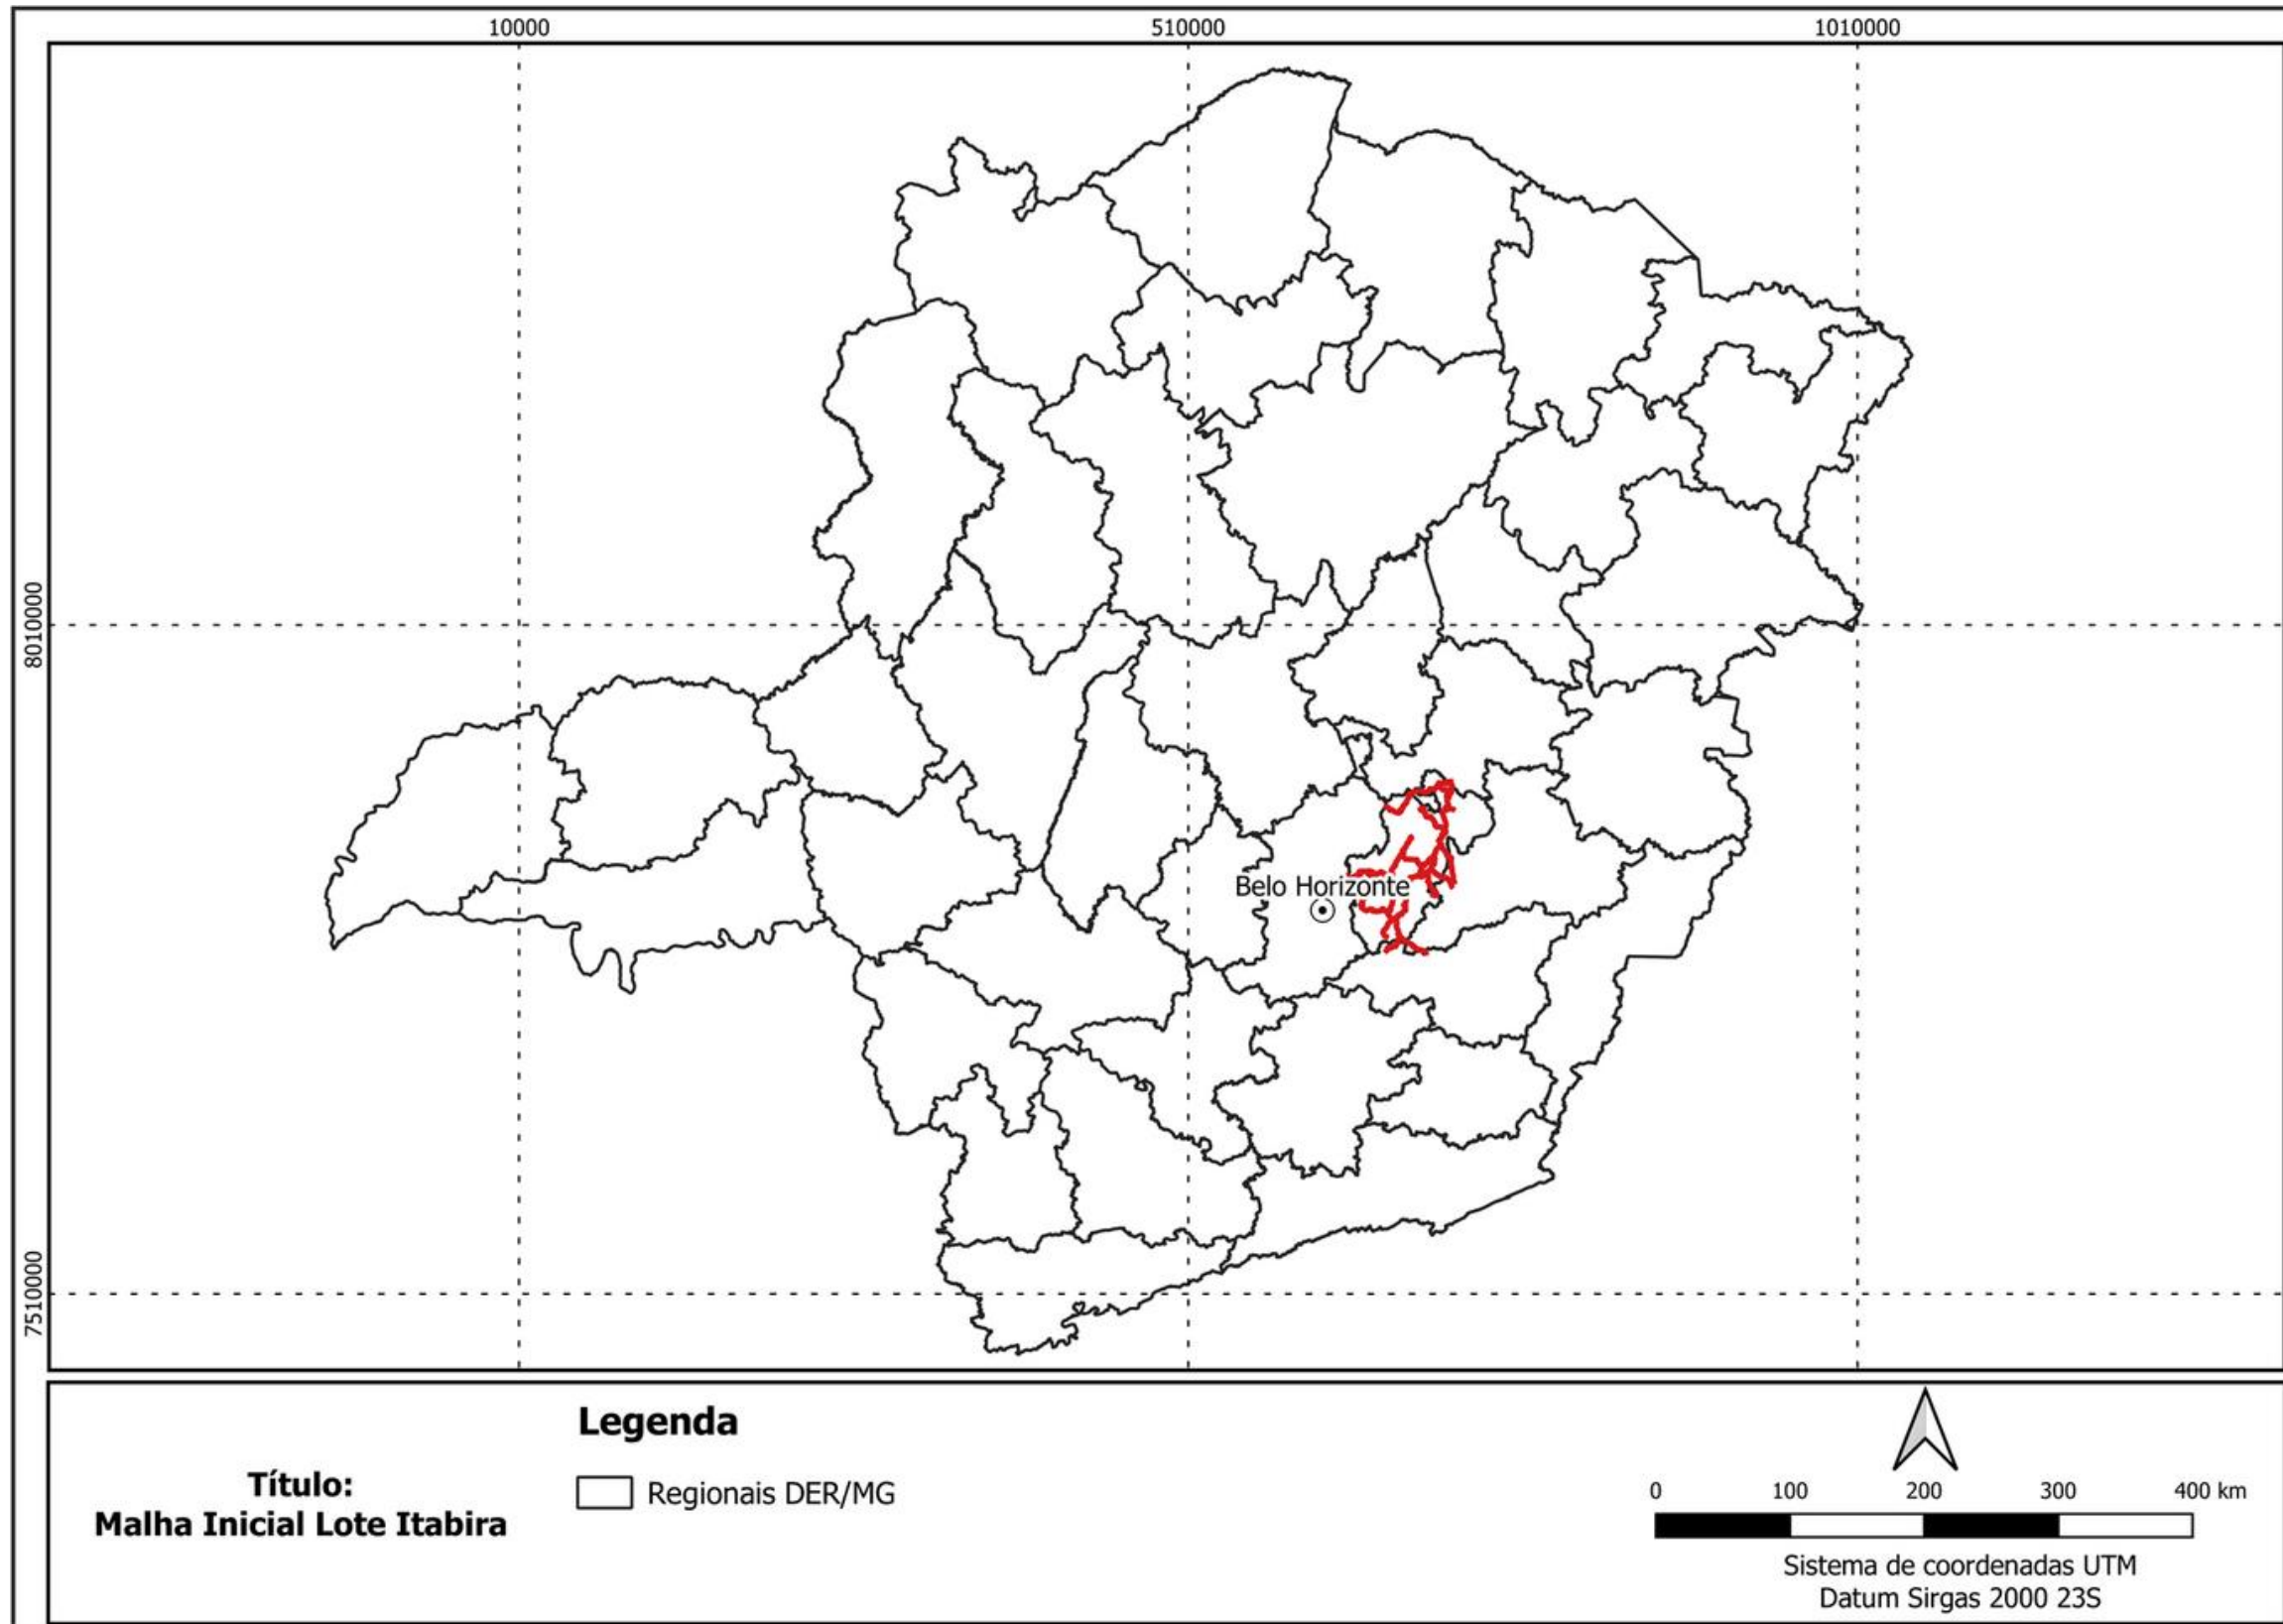 10000
510000
1010000
8010000
7510000
Belo Horizonte
Legenda
Título:
Malha Inicial Lote Itabira
Regionais DER/MG
0
100
200
300
400 km
Sistema de coordenadas UTM
Datum Sirgas 2000 23S